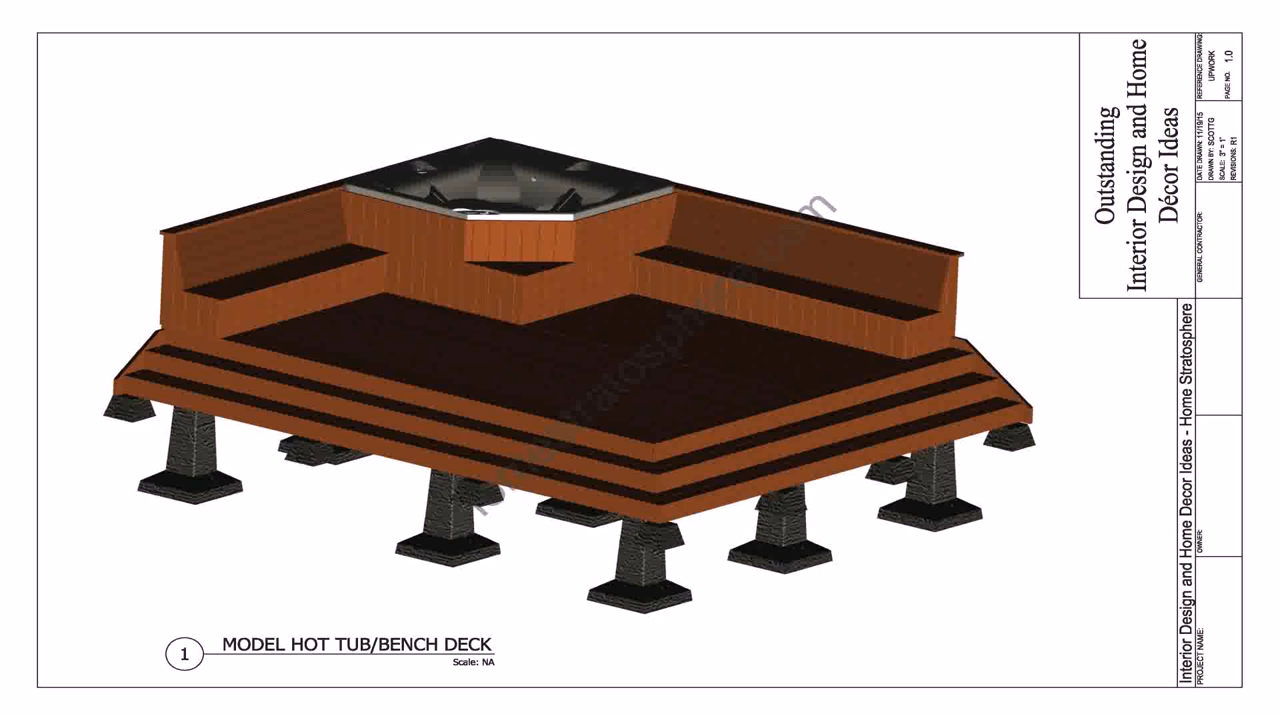 Outstanding
Interior Design and Home
Décor Ideas
REFERENCE DRAWING:
UPWORK
PAGE NO. 1.0
DATE DRAWN: 11/19/15
DRAWN BY: SCOTTG
SCALE: 3" = 1'
REVISIONS: R1
GENERAL CONTRACTOR:
Interior Design and Home Decor Ideas - Home Stratosphere
OWNER:
PROJECT NAME:
homestratosphere.com
1
MODEL HOT TUB/BENCH DECK
Scale: NA